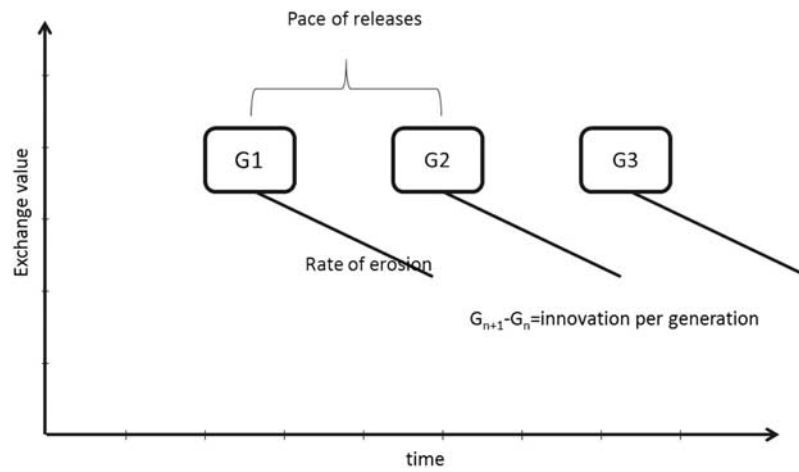 Pace of releases
G1
G2
G3
Exchange value
Rate of erosion
Gₙ₊₁-Gₙ=innovation per generation
time